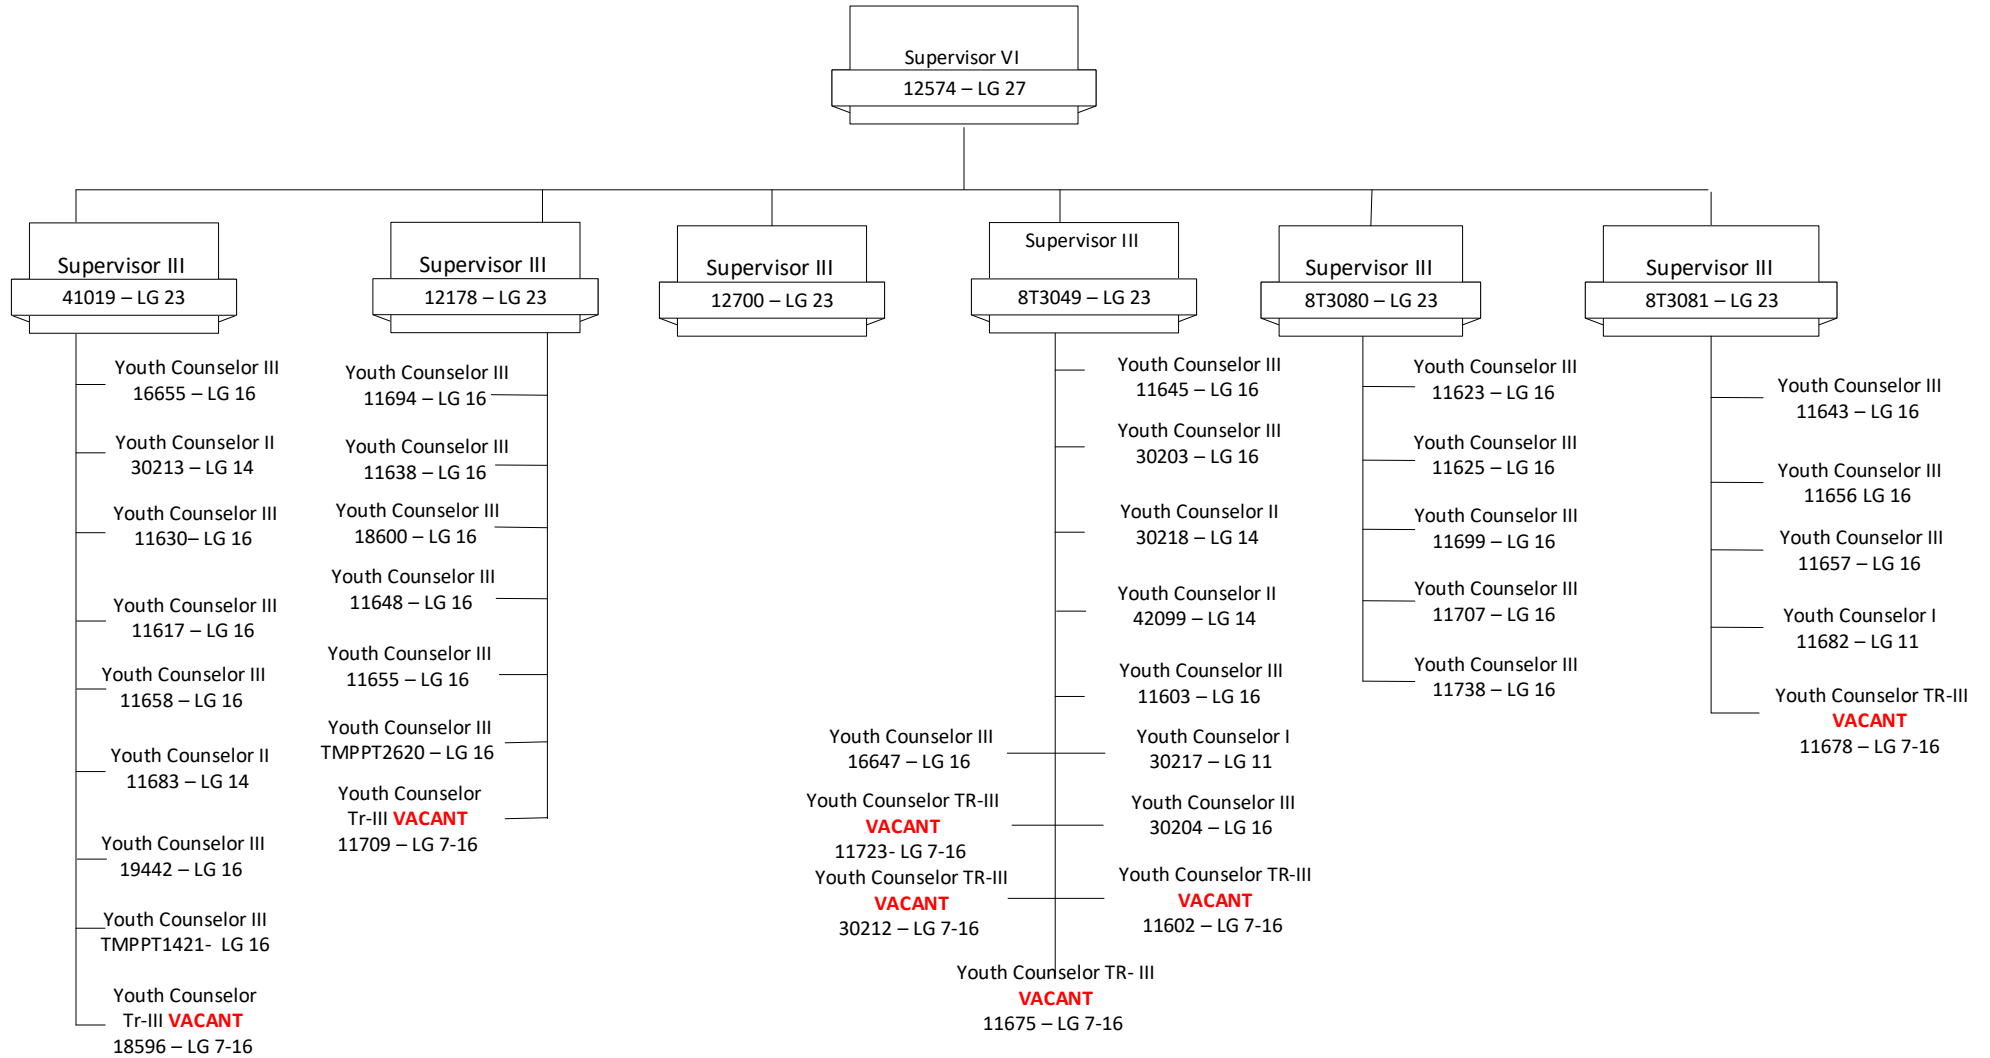 Supervisor VI
12574 – LG 27
Supervisor III
41019 – LG 23
Youth Counselor III
16655 – LG 16
Youth Counselor II
30213 – LG 14
Youth Counselor III
11630– LG 16
Youth Counselor III
11617 – LG 16
Youth Counselor III
11658 – LG 16
Youth Counselor II
11683 – LG 14
Youth Counselor III
19442 – LG 16
Youth Counselor III
TMPPT1421- LG 16
Youth Counselor
Tr-III VACANT
18596 – LG 7-16
Supervisor III
12178 – LG 23
Youth Counselor III
11694 – LG 16
Youth Counselor III
11638 – LG 16
Youth Counselor III
18600 – LG 16
Youth Counselor III
11648 – LG 16
Youth Counselor III
11655 – LG 16
Youth Counselor III
TMPPT2620 – LG 16
Youth Counselor
Tr-III VACANT
11709 – LG 7-16
Supervisor III
12700 – LG 23
Supervisor III
8T3049 – LG 23
Youth Counselor III
11645 – LG 16
Youth Counselor III
30203 – LG 16
Youth Counselor II
30218 – LG 14
Youth Counselor II
42099 – LG 14
Youth Counselor III
11603 – LG 16
Youth Counselor III
16647 – LG 16
Youth Counselor I
30217 – LG 11
Youth Counselor TR-III
VACANT
11723- LG 7-16
Youth Counselor III
30204 – LG 16
Youth Counselor TR-III
VACANT
30212 – LG 7-16
Youth Counselor TR-III
VACANT
11602 – LG 7-16
Youth Counselor TR- III
VACANT
11675 – LG 7-16
Supervisor III
8T3080 – LG 23
Youth Counselor III
11623 – LG 16
Youth Counselor III
11625 – LG 16
Youth Counselor III
11699 – LG 16
Youth Counselor III
11707 – LG 16
Youth Counselor III
11738 – LG 16
Supervisor III
8T3081 – LG 23
Youth Counselor III
11643 – LG 16
Youth Counselor III
11656 LG 16
Youth Counselor III
11657 – LG 16
Youth Counselor I
11682 – LG 11
Youth Counselor TR-III
VACANT
11678 – LG 7-16